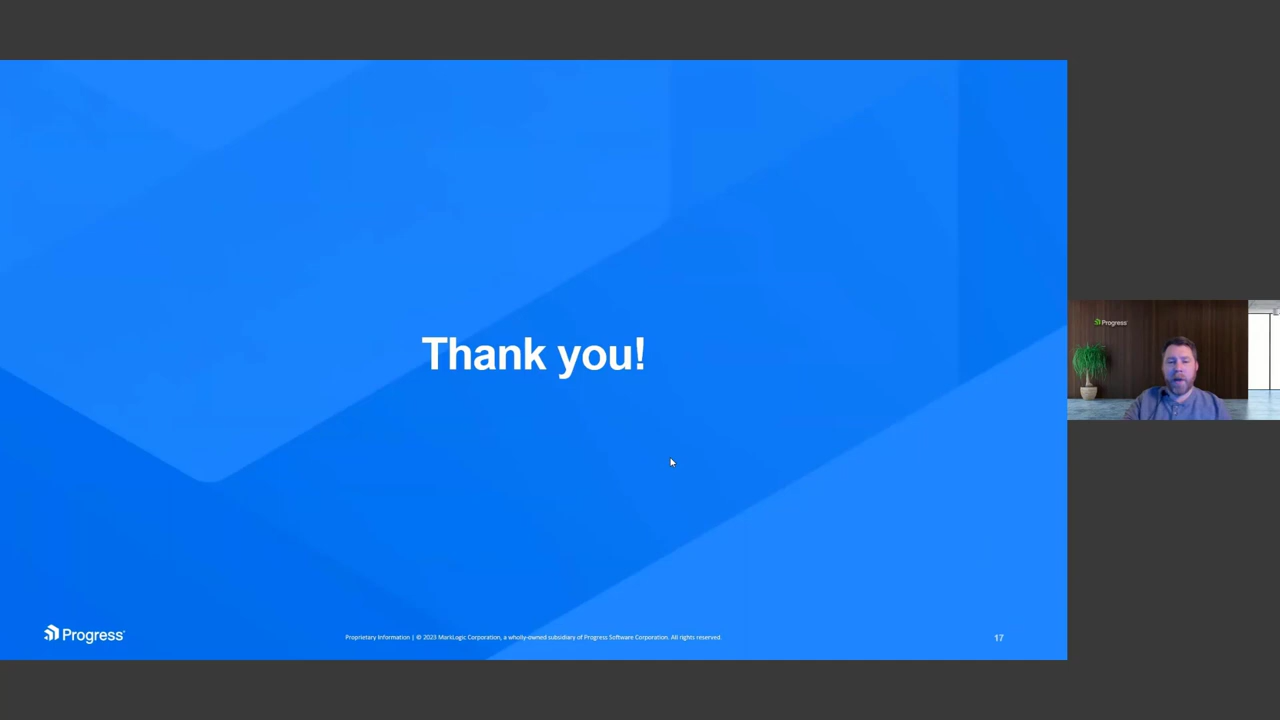 Progress
Thank you!
Progress
Proprietary Information | © 2023 MarkLogic Corporation, a wholly-owned subsidiary of Progress Software Corporation. All rights reserved.
17